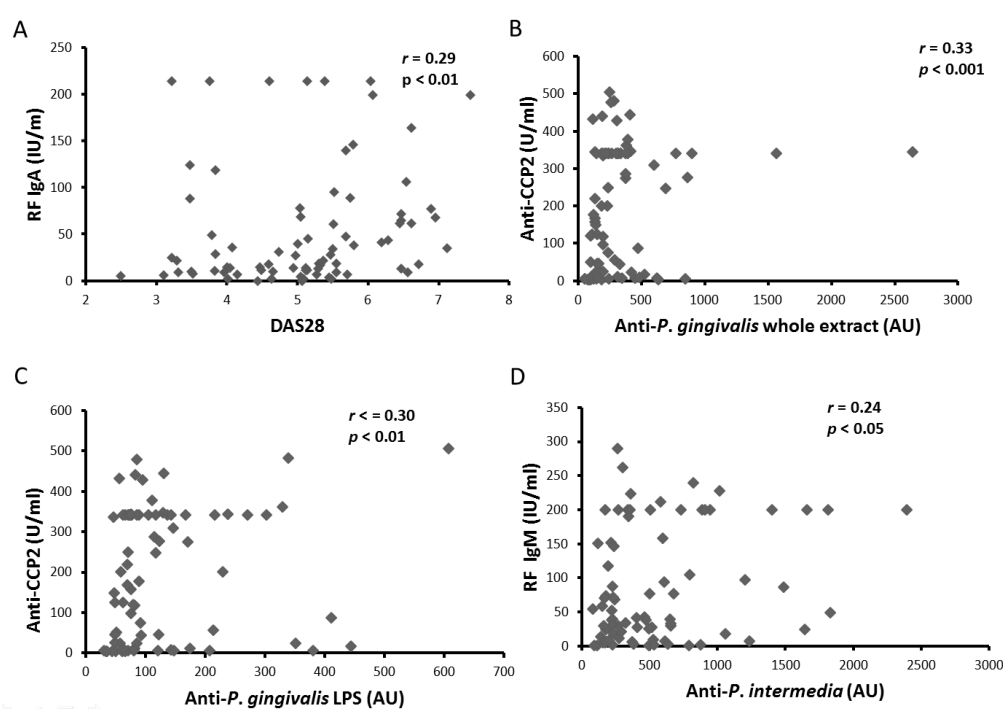 A
r = 0.29
p < 0.01
RF IgA (IU/m)
250
200
150
100
50
0
2 3 4 5 6 7 8
DAS28
B
r = 0.33
p < 0.001
Anti-CCP2 (U/ml)
600
500
400
300
200
100
0
0 500 1000 1500 2000 2500 3000
Anti-P. gingivalis whole extract (AU)
C
r < = 0.30
p < 0.01
Anti-CCP2 (U/ml)
600
500
400
300
200
100
0
0 100 200 300 400 500 600 700
Anti-P. gingivalis LPS (AU)
D
r = 0.24
p < 0.05
RF IgM (IU/ml)
350
300
250
200
150
100
50
0
0 500 1000 1500 2000 2500 3000
Anti-P. intermedia (AU)